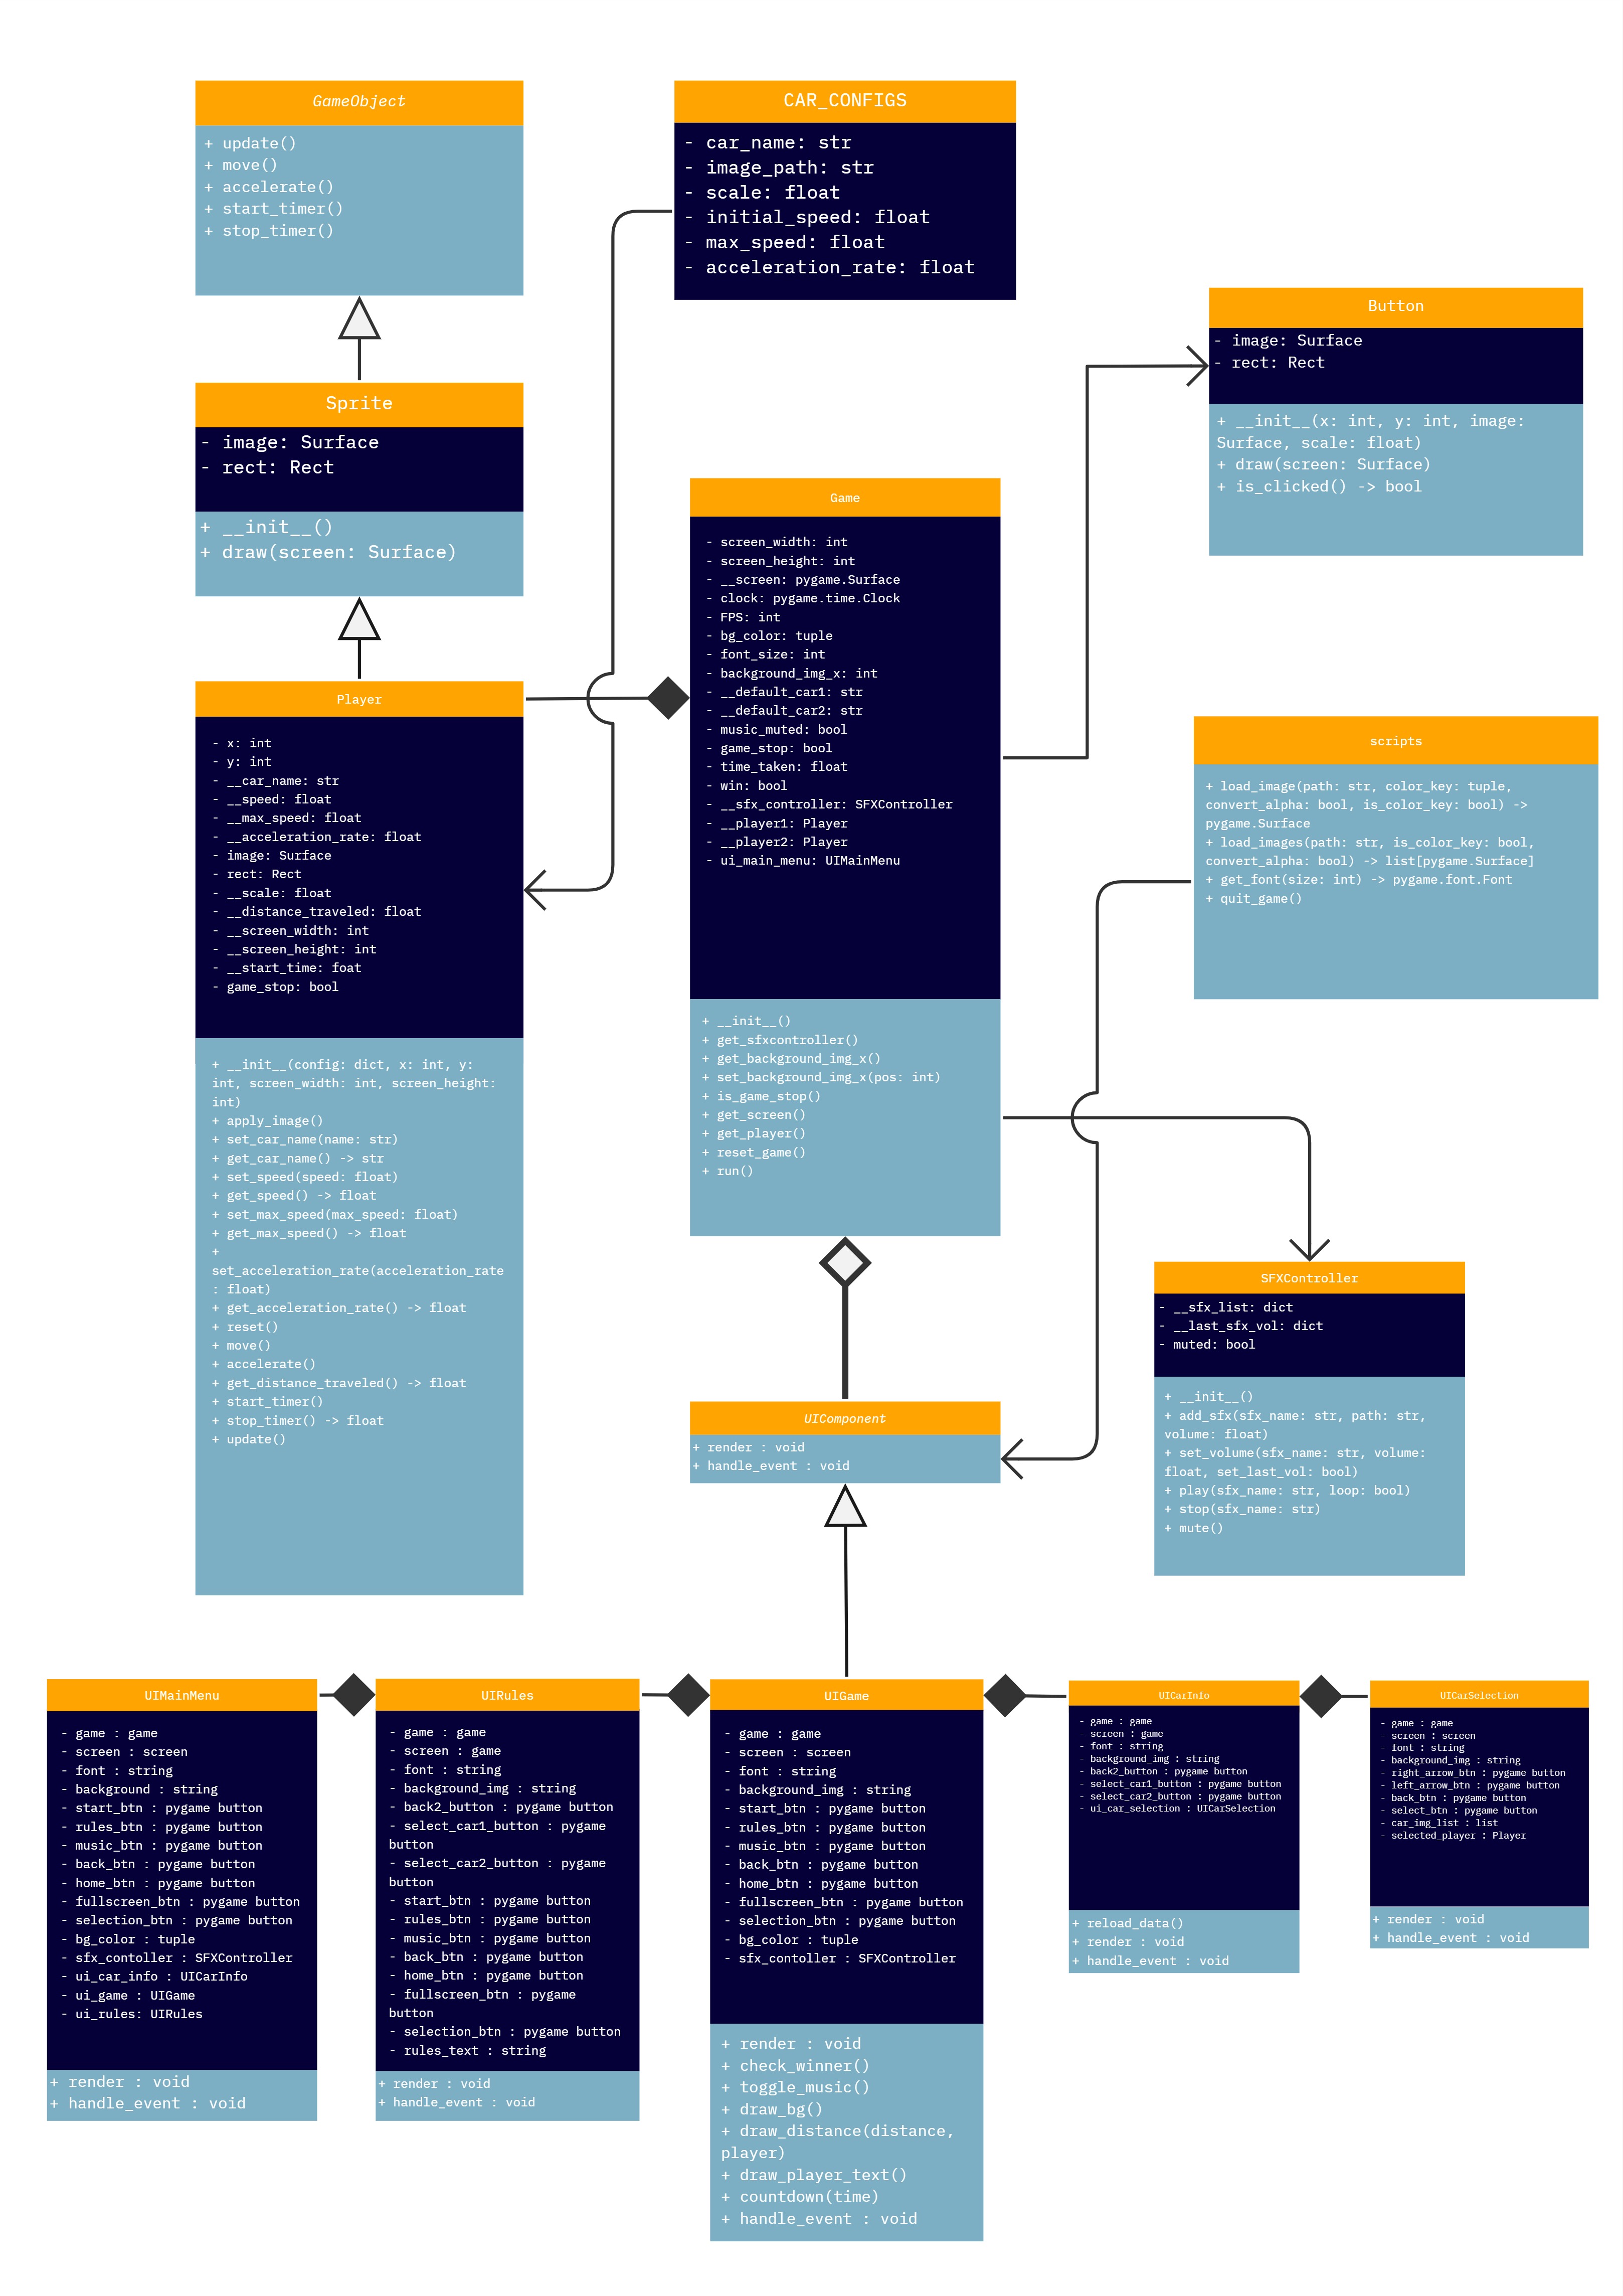 GameObject
+ update()
+ move()
+ accelerate()
+ start_timer()
+ stop_timer()
CAR_CONFIGS
- car_name: str
- image_path: str
- scale: float
- initial_speed: float
- max_speed: float
- acceleration_rate: float
Button
- image: Surface
- rect: Rect
+ __init__(x: int, y: int, image:
Surface, scale: float)
+ draw(screen: Surface)
+ is_clicked() -> bool
Sprite
- image: Surface
- rect: Rect
+ __init__()
+ draw(screen: Surface)
Game
- screen_width: int
- screen_height: int
- __screen: pygame.Surface
- clock: pygame.time.Clock
- FPS: int
- bg_color: tuple
- font_size: int
- background_img_x: int
- __default_car1: str
- __default_car2: str
- music_muted: bool
- game_stop: bool
- time_taken: float
- win: bool
- __sfx_controller: SFXController
- __player1: Player
- __player2: Player
- ui_main_menu: UIMainMenu
+ __init__()
+ get_sfxcontroller()
+ get_background_img_x()
+ set_background_img_x(pos: int)
+ is_game_stop()
+ get_screen()
+ get_player()
+ reset_game()
+ run()
Player
- x: int
- y: int
- __car_name: str
- __speed: float
- __max_speed: float
- __acceleration_rate: float
- image: Surface
- rect: Rect
- __scale: float
- __distance_traveled: float
- __screen_width: int
- __screen_height: int
- __start_time: foat
- game_stop: bool
+ __init__(config: dict, x: int, y:
int, screen_width: int, screen_height:
int)
+ apply_image()
+ set_car_name(name: str)
+ get_car_name() -> str
+ set_speed(speed: float)
+ get_speed() -> float
+ set_max_speed(max_speed: float)
+ get_max_speed() -> float
+
set_acceleration_rate(acceleration_rate
: float)
+ get_acceleration_rate() -> float
+ reset()
+ move()
+ accelerate()
+ get_distance_traveled() -> float
+ start_timer()
+ stop_timer() -> float
+ update()
scripts
+ load_image(path: str, color_key: tuple,
convert_alpha: bool, is_color_key: bool) ->
pygame.Surface
+ load_images(path: str, is_color_key: bool,
convert_alpha: bool) -> list[pygame.Surface]
+ get_font(size: int) -> pygame.font.Font
+ quit_game()
SFXController
- __sfx_list: dict
- __last_sfx_vol: dict
- muted: bool
+ __init__()
+ add_sfx(sfx_name: str, path: str,
volume: float)
+ set_volume(sfx_name: str, volume:
float, set_last_vol: bool)
+ play(sfx_name: str, loop: bool)
+ stop(sfx_name: str)
+ mute()
UIComponent
+ render : void
+ handle_event : void
UIMainMenu
- game : game
- screen : screen
- font : string
- background : string
- start_btn : pygame button
- rules_btn : pygame button
- music_btn : pygame button
- back_btn : pygame button
- home_btn : pygame button
- fullscreen_btn : pygame button
- selection_btn : pygame button
- bg_color : tuple
- sfx_contoller : SFXController
- ui_car_info : UICarInfo
- ui_game : UIGame
- ui_rules: UIRules
+ render : void
+ handle_event : void
UIRules
- game : game
- screen : game
- font : string
- background_img : string
- back2_button : pygame button
- select_car1_button : pygame
button
- select_car2_button : pygame
button
- start_btn : pygame button
- rules_btn : pygame button
- music_btn : pygame button
- back_btn : pygame button
- home_btn : pygame button
- fullscreen_btn : pygame
button
- selection_btn : pygame button
- rules_text : string
+ render : void
+ handle_event : void
UIGame
- game : game
- screen : screen
- font : string
- background_img : string
- start_btn : pygame button
- rules_btn : pygame button
- music_btn : pygame button
- back_btn : pygame button
- home_btn : pygame button
- fullscreen_btn : pygame button
- selection_btn : pygame button
- bg_color : tuple
- sfx_contoller : SFXController
+ render : void
+ check_winner()
+ toggle_music()
+ draw_bg()
+ draw_distance(distance,
player)
+ draw_player_text()
+ countdown(time)
+ handle_event : void
UICarInfo
- game : game
- screen : game
- font : string
- background_img : string
- back2_button : pygame button
- select_car1_button : pygame button
- select_car2_button : pygame button
- ui_car_selection : UICarSelection
+ reload_data()
+ render : void
+ handle_event : void
UICarSelection
- game : game
- screen : screen
- font : string
- background_img : string
- right_arrow_btn : pygame button
- left_arrow_btn : pygame button
- back_btn : pygame button
- select_btn : pygame button
- car_img_list : list
- selected_player : Player
+ render : void
+ handle_event : void